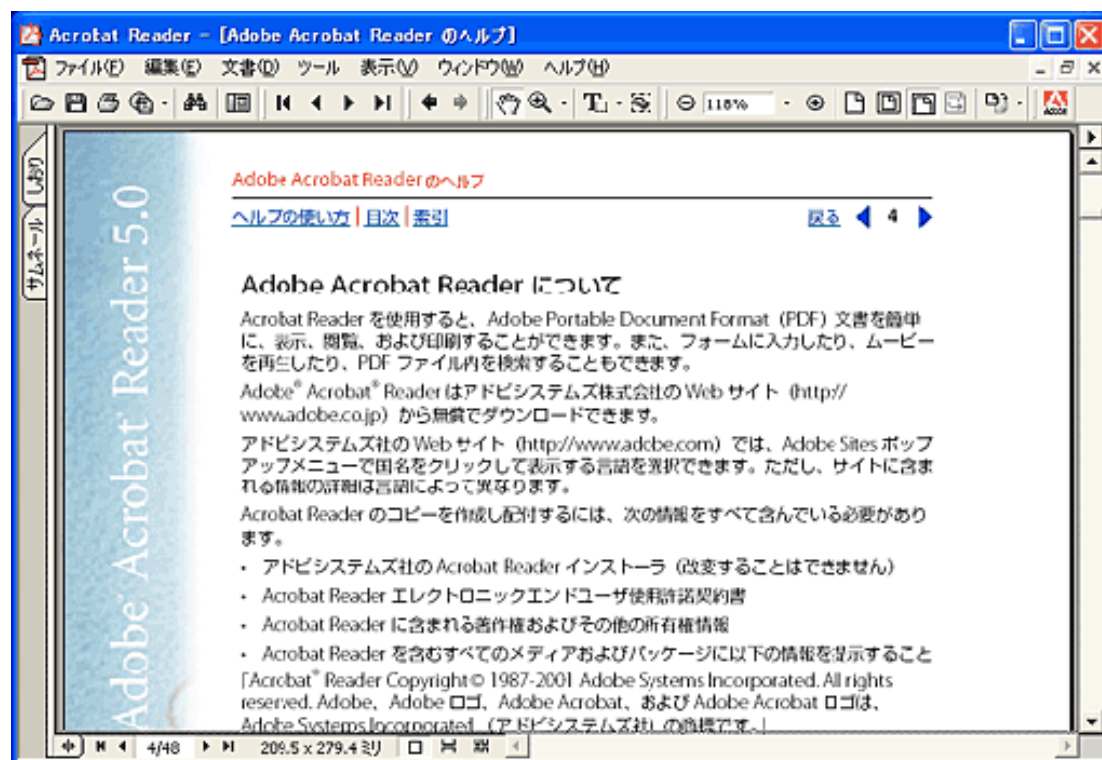 Acrobat Reader - [Adobe Acrobat Reader のヘルプ]
ファイル(F) 編集(E) 文書(D) ツール 表示(V) ウィンドウ(W) ヘルプ(H)
118%
ADOBE
しおり
サムネール
Adobe Acrobat Reader 5.0
Adobe Acrobat Reader のヘルプ
ヘルプの使い方 | 目次 | 索引
戻る 4
Adobe Acrobat Reader について
Acrobat Reader を使用すると、Adobe Portable Document Format（PDF）文書を簡単
に、表示、閲覧、および印刷することができます。また、フォームに入力したり、ムービー
を再生したり、PDF ファイル内を検索することもできます。
Adobe® Acrobat® Reader はアドビシステムズ株式会社の Web サイト（http://
www.adobe.co.jp）から無償でダウンロードできます。
アドビシステムズ社の Web サイト（http://www.adobe.com）では、Adobe Sites ポップ
アップメニューで国名をクリックして表示する言語を選択できます。ただし、サイトに含ま
れる情報の詳細は言語によって異なります。
Acrobat Reader のコピーを作成し配付するには、次の情報をすべて含んでいる必要があり
ます。
• アドビシステムズ社の Acrobat Reader インストーラ（改変することはできません）
• Acrobat Reader エレクトロニックエンドユーザ使用許諾契約書
• Acrobat Reader に含まれる著作権およびその他の所有権情報
• Acrobat Reader を含むすべてのメディアおよびパッケージに以下の情報を提示すること
「Acrobat® Reader Copyright © 1987-2001 Adobe Systems Incorporated. All rights
reserved. Adobe、Adobe ロゴ、Adobe Acrobat、および Adobe Acrobat ロゴは、
Adobe Systems Incorporated （アドビシステムズ社）の商標です。」
4/48 209.5 x 279.4 ミリ